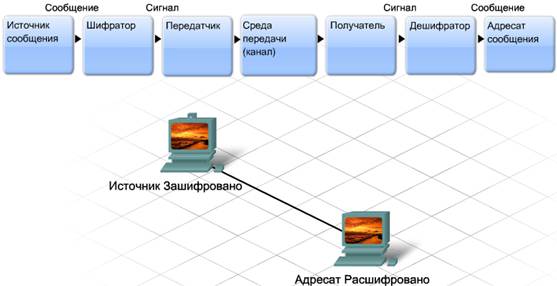 Сообщение Сигнал Сигнал Сообщение
Источник сообщения
Шифратор
Передатчик
Среда передачи (канал)
Получатель
Дешифратор
Адресат сообщения
Источник Зашифровано
Адресат Расшифровано